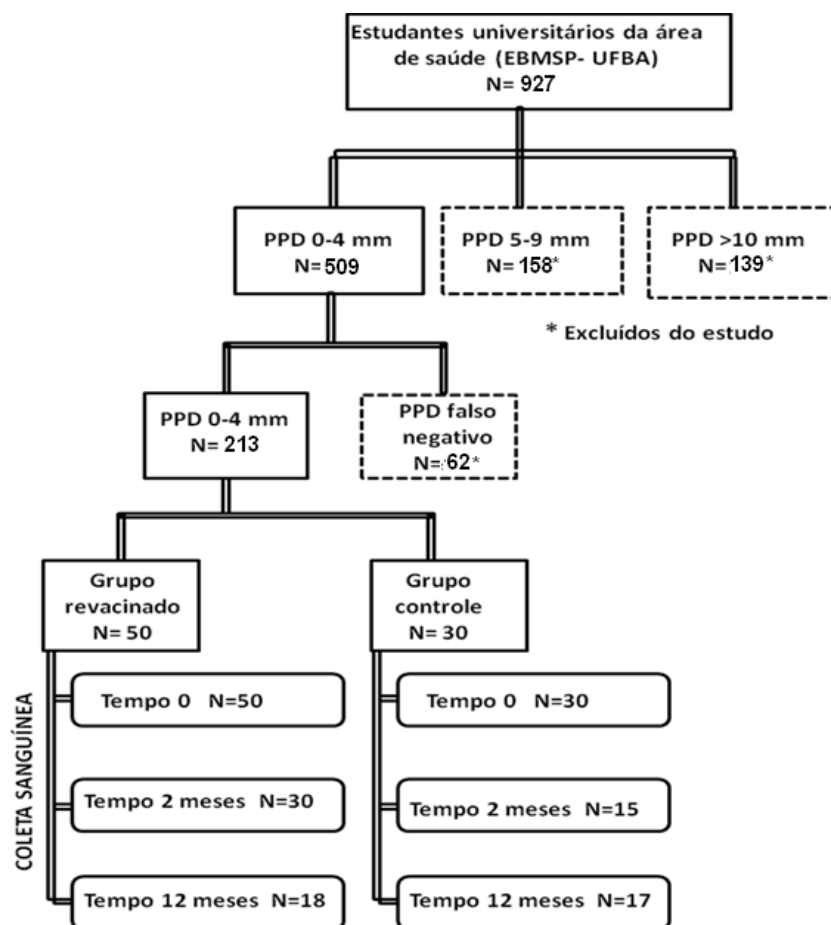 Estudantes universitários da área
de saúde (EBMSP- UFBA)
N= 927
PPD 0-4 mm
N= 509
PPD 5-9 mm
N= 158*
PPD >10 mm
N= 139*
* Excluídos do estudo
PPD 0-4 mm
N= 213
PPD falso
negativo
N= 62*
Grupo
revacinado
N= 50
Grupo
controle
N= 30
COLETA SANGUÍNEA
Tempo 0 N=50
Tempo 0 N=30
Tempo 2 meses N=30
Tempo 2 meses N=15
Tempo 12 meses N=18
Tempo 12 meses N=17